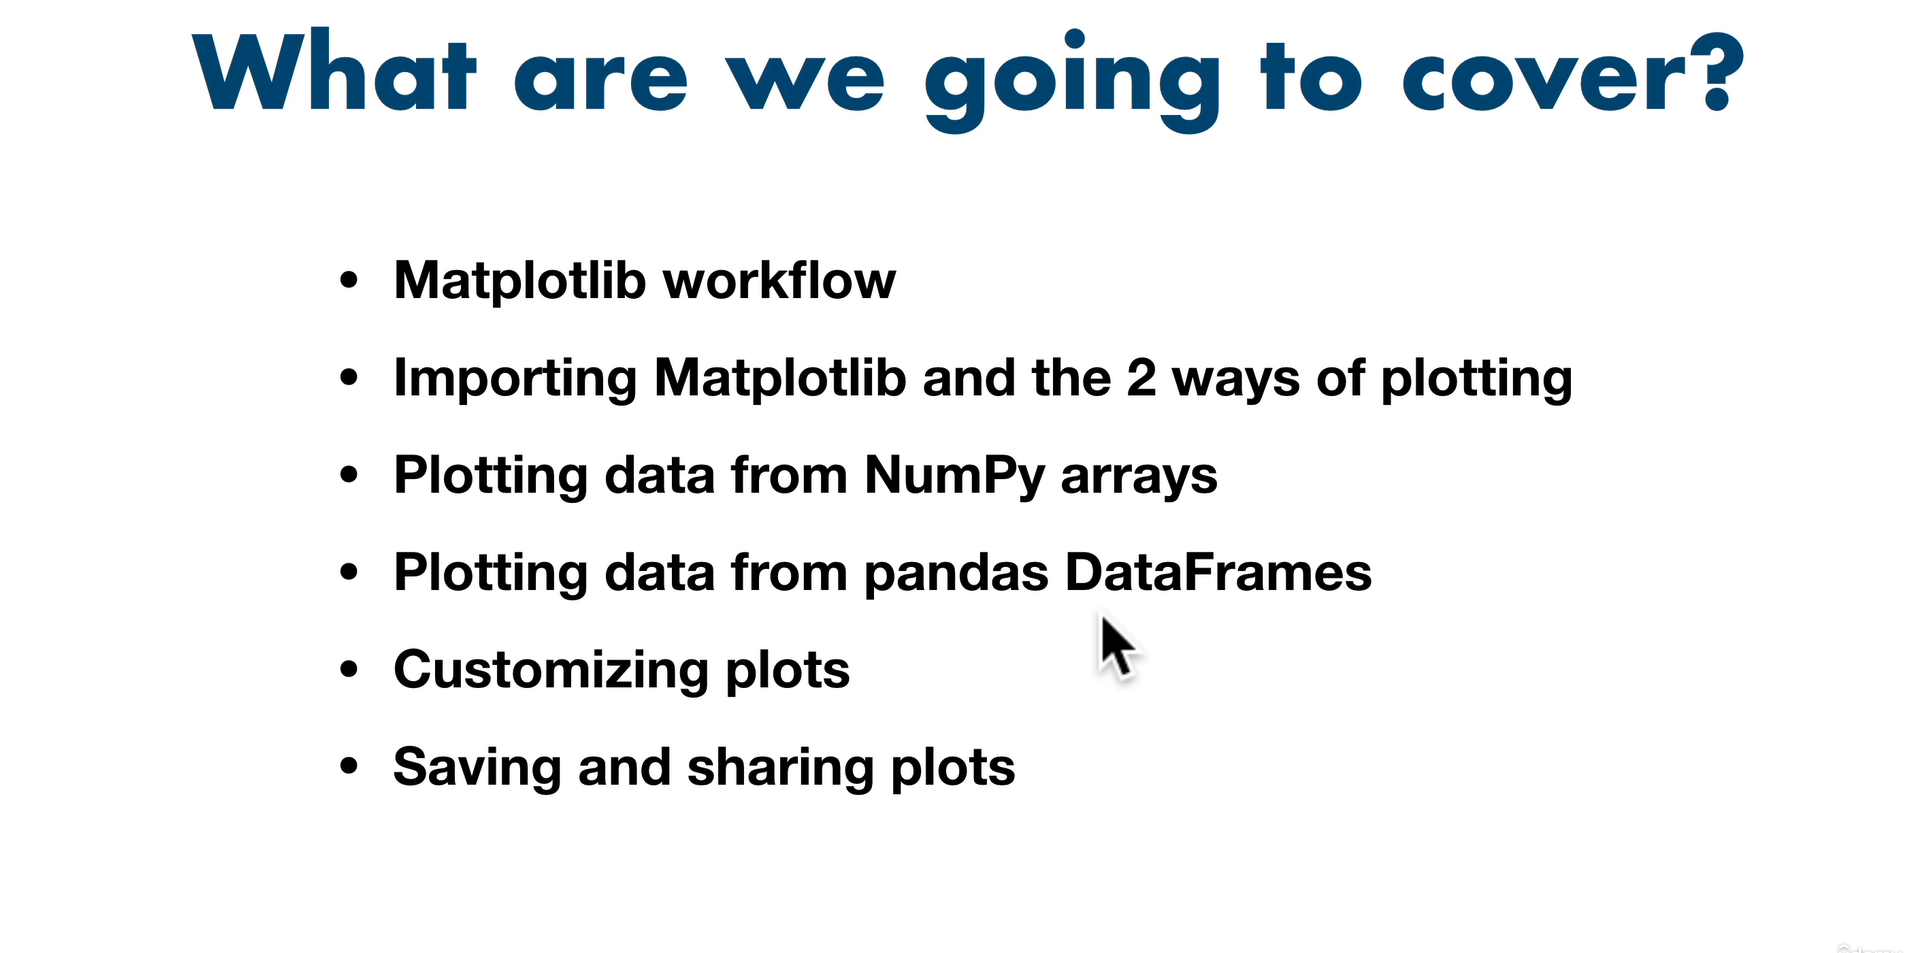 What are we going to cover?
• Matplotlib workflow
• Importing Matplotlib and the 2 ways of plotting
• Plotting data from NumPy arrays
• Plotting data from pandas DataFrames
• Customizing plots
• Saving and sharing plots